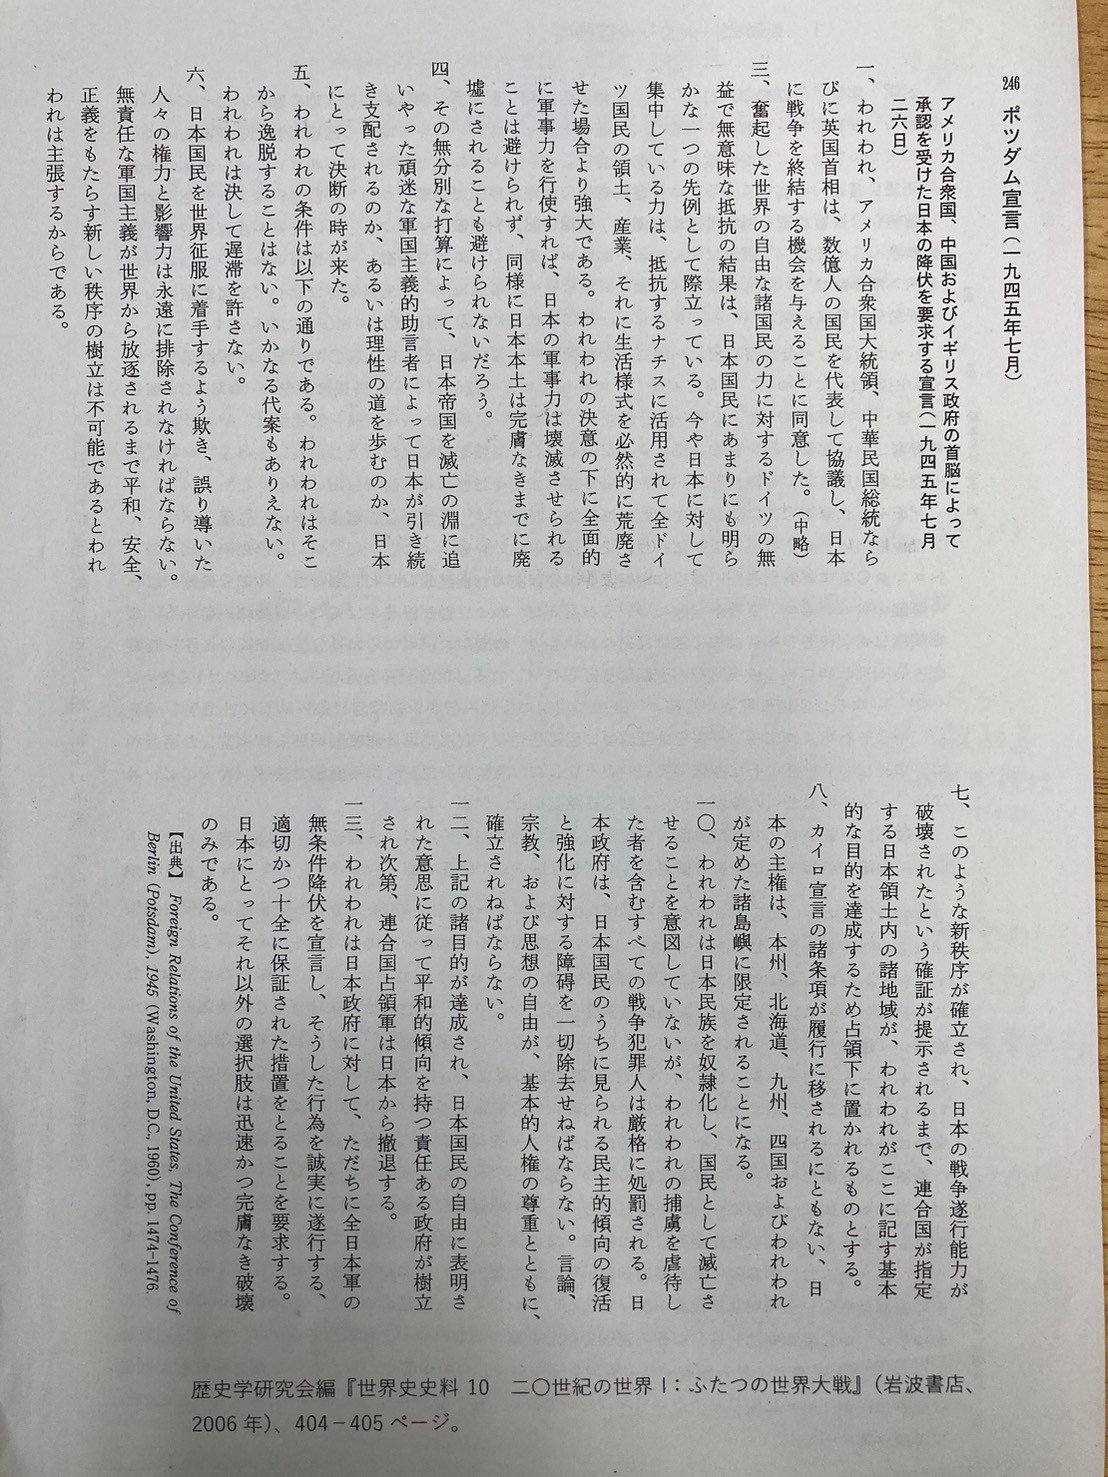 246 ポツダム宣言(一九四五年七月)
アメリカ合衆国、中国およびイギリス政府の首脳によって
承認を受けた日本の降伏を要求する宣言(一九四五年七月
二六日)
一、われわれ、アメリカ合衆国大統領、中華民国総統なら
びに英国首相は、数億人の国民を代表して協議し、日本
に戦争を終結する機会を与えることに同意した。(中略)
三、奮起した世界の自由な諸国民の力に対するドイツの無
益で無意味な抵抗の結果は、日本国民にあまりにも明ら
かな一つの先例として際立っている。今や日本に対して
集中している力は、抵抗するナチスに活用されて全ドイ
ツ国民の領土、産業、それに生活様式を必然的に荒廃さ
せた場合より強大である。われわれの決意の下に全面的
に軍事力を行使すれば、日本の軍事力は壊滅させられる
ことは避けられず、同様に日本本土は完膚なきまでに廃
墟にされることも避けられないだろう。
四、その無分別な打算によって、日本帝国を滅亡の淵に追
いやった頑迷な軍国主義的助言者によって日本が引き続
き支配されるのか、あるいは理性の道を歩むのか、日本
にとって決断の時が来た。
五、われわれの条件は以下の通りである。われわれはそこ
から逸脱することはない。いかなる代案もありえない。
われわれは決して遅滞を許さない。
六、日本国民を世界征服に着手するよう欺き、誤り導いた
人々の権力と影響力は永遠に排除されなければならない。
無責任な軍国主義が世界から放逐されるまで平和、安全、
正義をもたらす新しい秩序の樹立は不可能であるとわれ
われは主張するからである。
七、このような新秩序が確立され、日本の戦争遂行能力が
破壊されたという確証が提示されるまで、連合国が指定
する日本領土内の諸地域が、われわれがここに記す基本
的な目的を達成するため占領下に置かれるものとする。
八、カイロ宣言の諸条項が履行に移されるにともない、日
本の主権は、本州、北海道、九州、四国およびわれわれ
が定めた諸島嶼に限定されることになる。
一〇、われわれは日本民族を奴隷化し、国民として滅亡さ
せることを意図していないが、われわれの捕虜を虐待し
た者を含むすべての戦争犯罪人は厳格に処罰される。日
本政府は、日本国民のうちに見られる民主的傾向の復活
と強化に対する障碍を一切除去せねばならない。言論、
宗教、および思想の自由が、基本的人権の尊重とともに、
確立されねばならない。
一二、上記の諸目的が達成され、日本国民の自由に表明さ
れた意思に従って平和的傾向を持つ責任ある政府が樹立
され次第、連合国占領軍は日本から撤退する。
一三、われわれは日本政府に対して、ただちに全日本軍の
無条件降伏を宣言し、そうした行為を誠実に遂行する、
適切かつ十全に保証された措置をとることを要求する。
日本にとってそれ以外の選択肢は迅速かつ完膚なき破壊
のみである。
【出典】 Foreign Relations of the United States, The Conference of
Berlin (Potsdam), 1945 (Washington, D.C., 1960), pp. 1474-1476.
歴史学研究会編『世界史史料 10 二〇世紀の世界Ⅰ：ふたつの世界大戦』(岩波書店、
2006 年)、404－405 ページ。